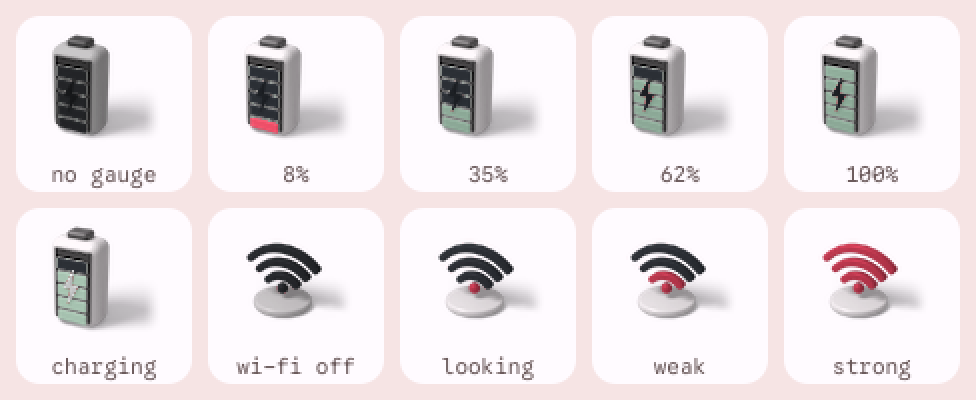 no gauge
8%
35%
62%
100%
charging
wi-fi off
looking
weak
strong